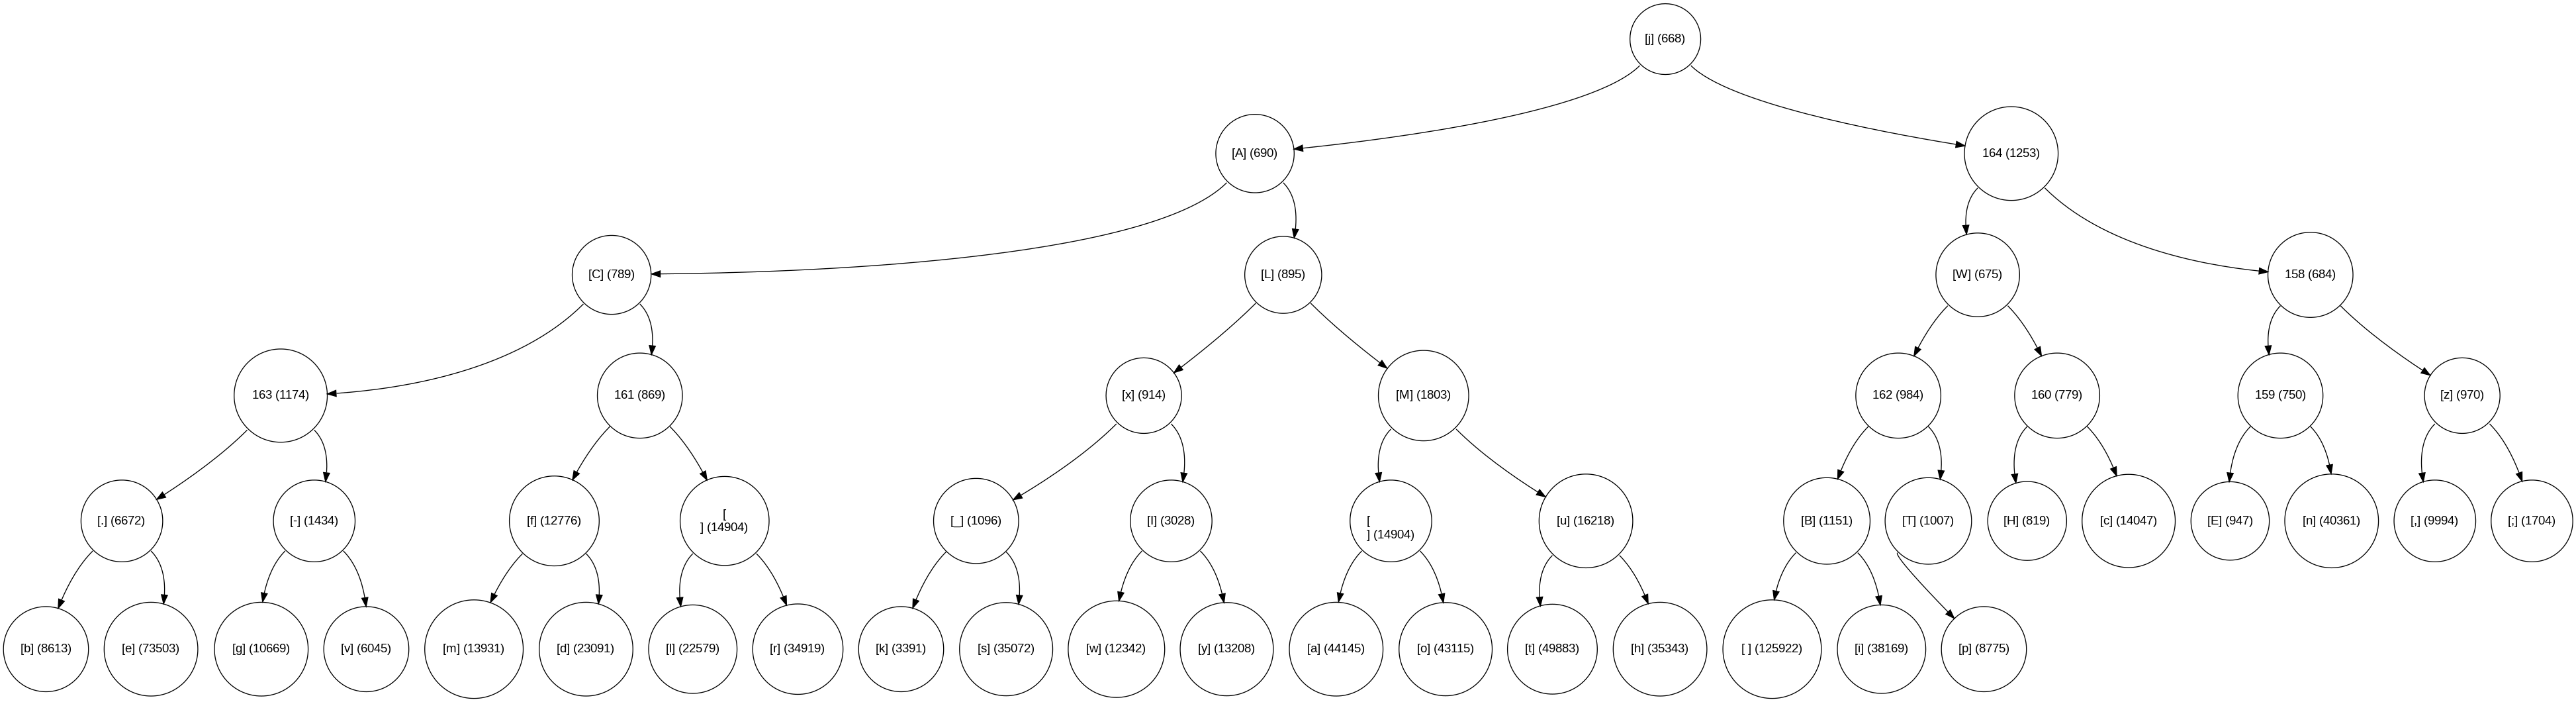 [j] (668)
[A] (690)
164 (1253)
[C] (789)
[L] (895)
[W] (675)
158 (684)
163 (1174)
161 (869)
[x] (914)
[M] (1803)
162 (984)
160 (779)
159 (750)
[z] (970)
[.] (6672)
[-] (1434)
[f] (12776)
[
] (14904)
[_] (1096)
[I] (3028)
[
] (14904)
[u] (16218)
[B] (1151)
[T] (1007)
[H] (819)
[c] (14047)
[E] (947)
[n] (40361)
[,] (9994)
[;] (1704)
[b] (8613)
[e] (73503)
[g] (10669)
[v] (6045)
[m] (13931)
[d] (23091)
[l] (22579)
[r] (34919)
[k] (3391)
[s] (35072)
[w] (12342)
[y] (13208)
[a] (44145)
[o] (43115)
[t] (49883)
[h] (35343)
[ ] (125922)
[i] (38169)
[p] (8775)